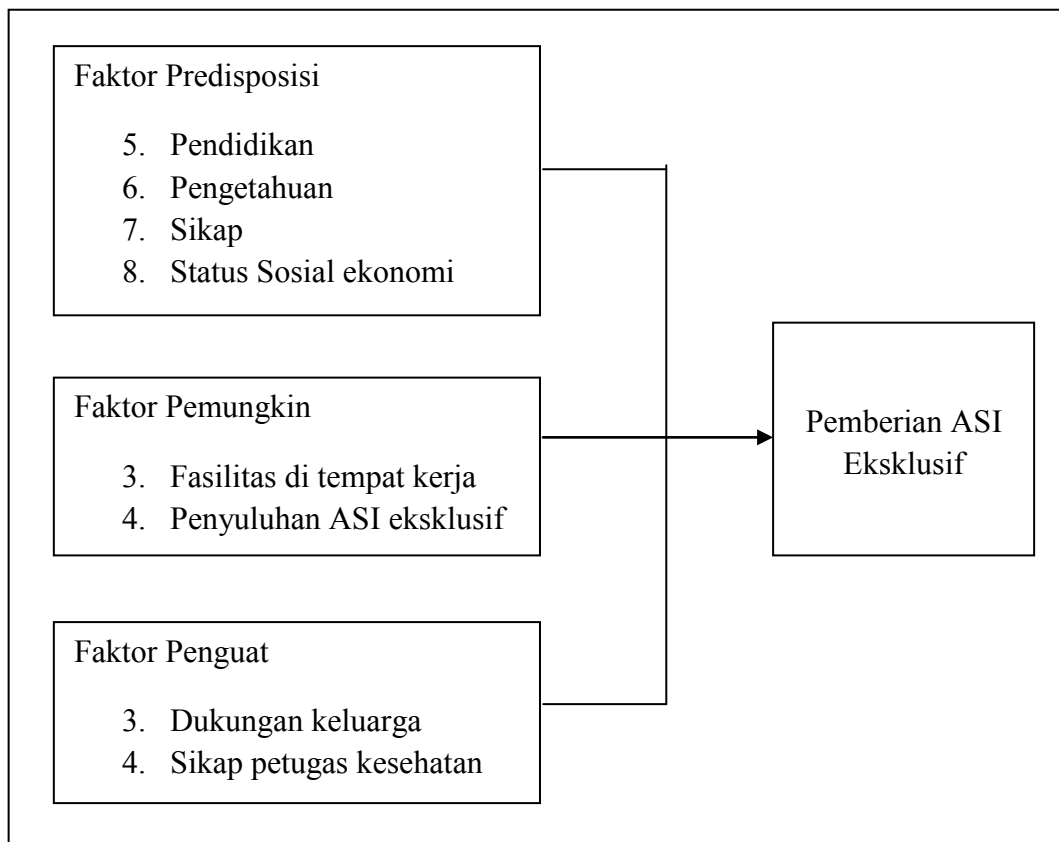 Faktor Predisposisi
5. Pendidikan
6. Pengetahuan
7. Sikap
8. Status Sosial ekonomi
Faktor Pemungkin
3. Fasilitas di tempat kerja
4. Penyuluhan ASI eksklusif
Faktor Penguat
3. Dukungan keluarga
4. Sikap petugas kesehatan
Pemberian ASI
Eksklusif